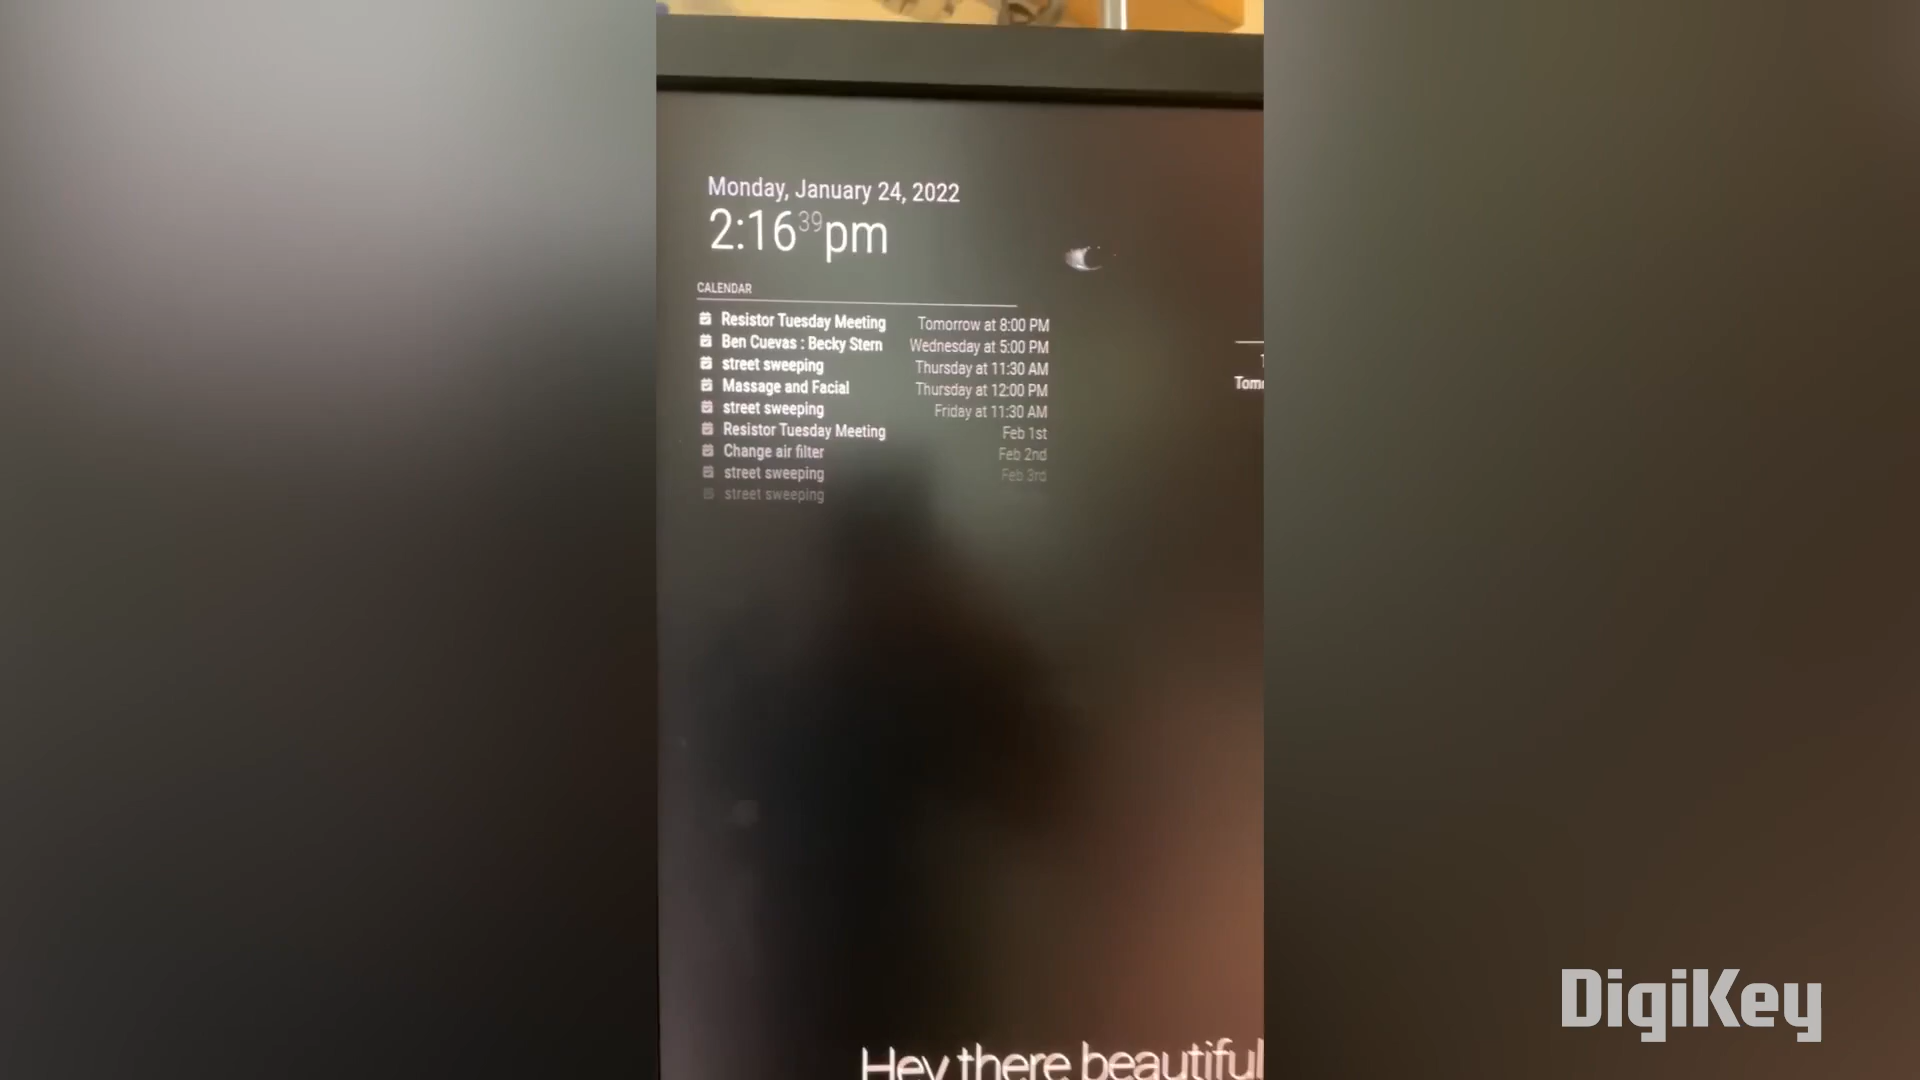 Monday, January 24, 2022
2:16 39 pm
CALENDAR
Resistor Tuesday Meeting Tomorrow at 8:00 PM
Ben Cuevas : Becky Stern Wednesday at 5:00 PM
street sweeping Thursday at 11:30 AM
Massage and Facial Thursday at 12:00 PM
street sweeping Friday at 11:30 AM
Resistor Tuesday Meeting Feb 1st
Change air filter Feb 2nd
street sweeping Feb 3rd
street sweeping
Hey there beautiful
DigiKey